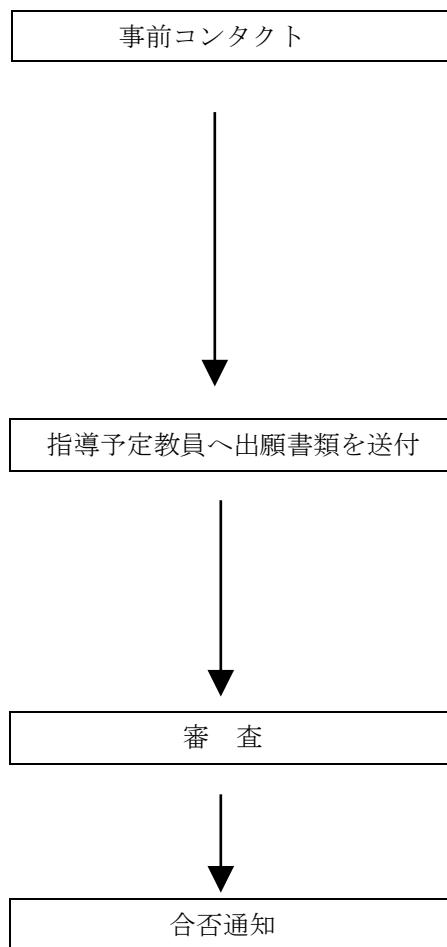 事前コンタクト
指導予定教員へ出願書類を送付
審　査
合否通知